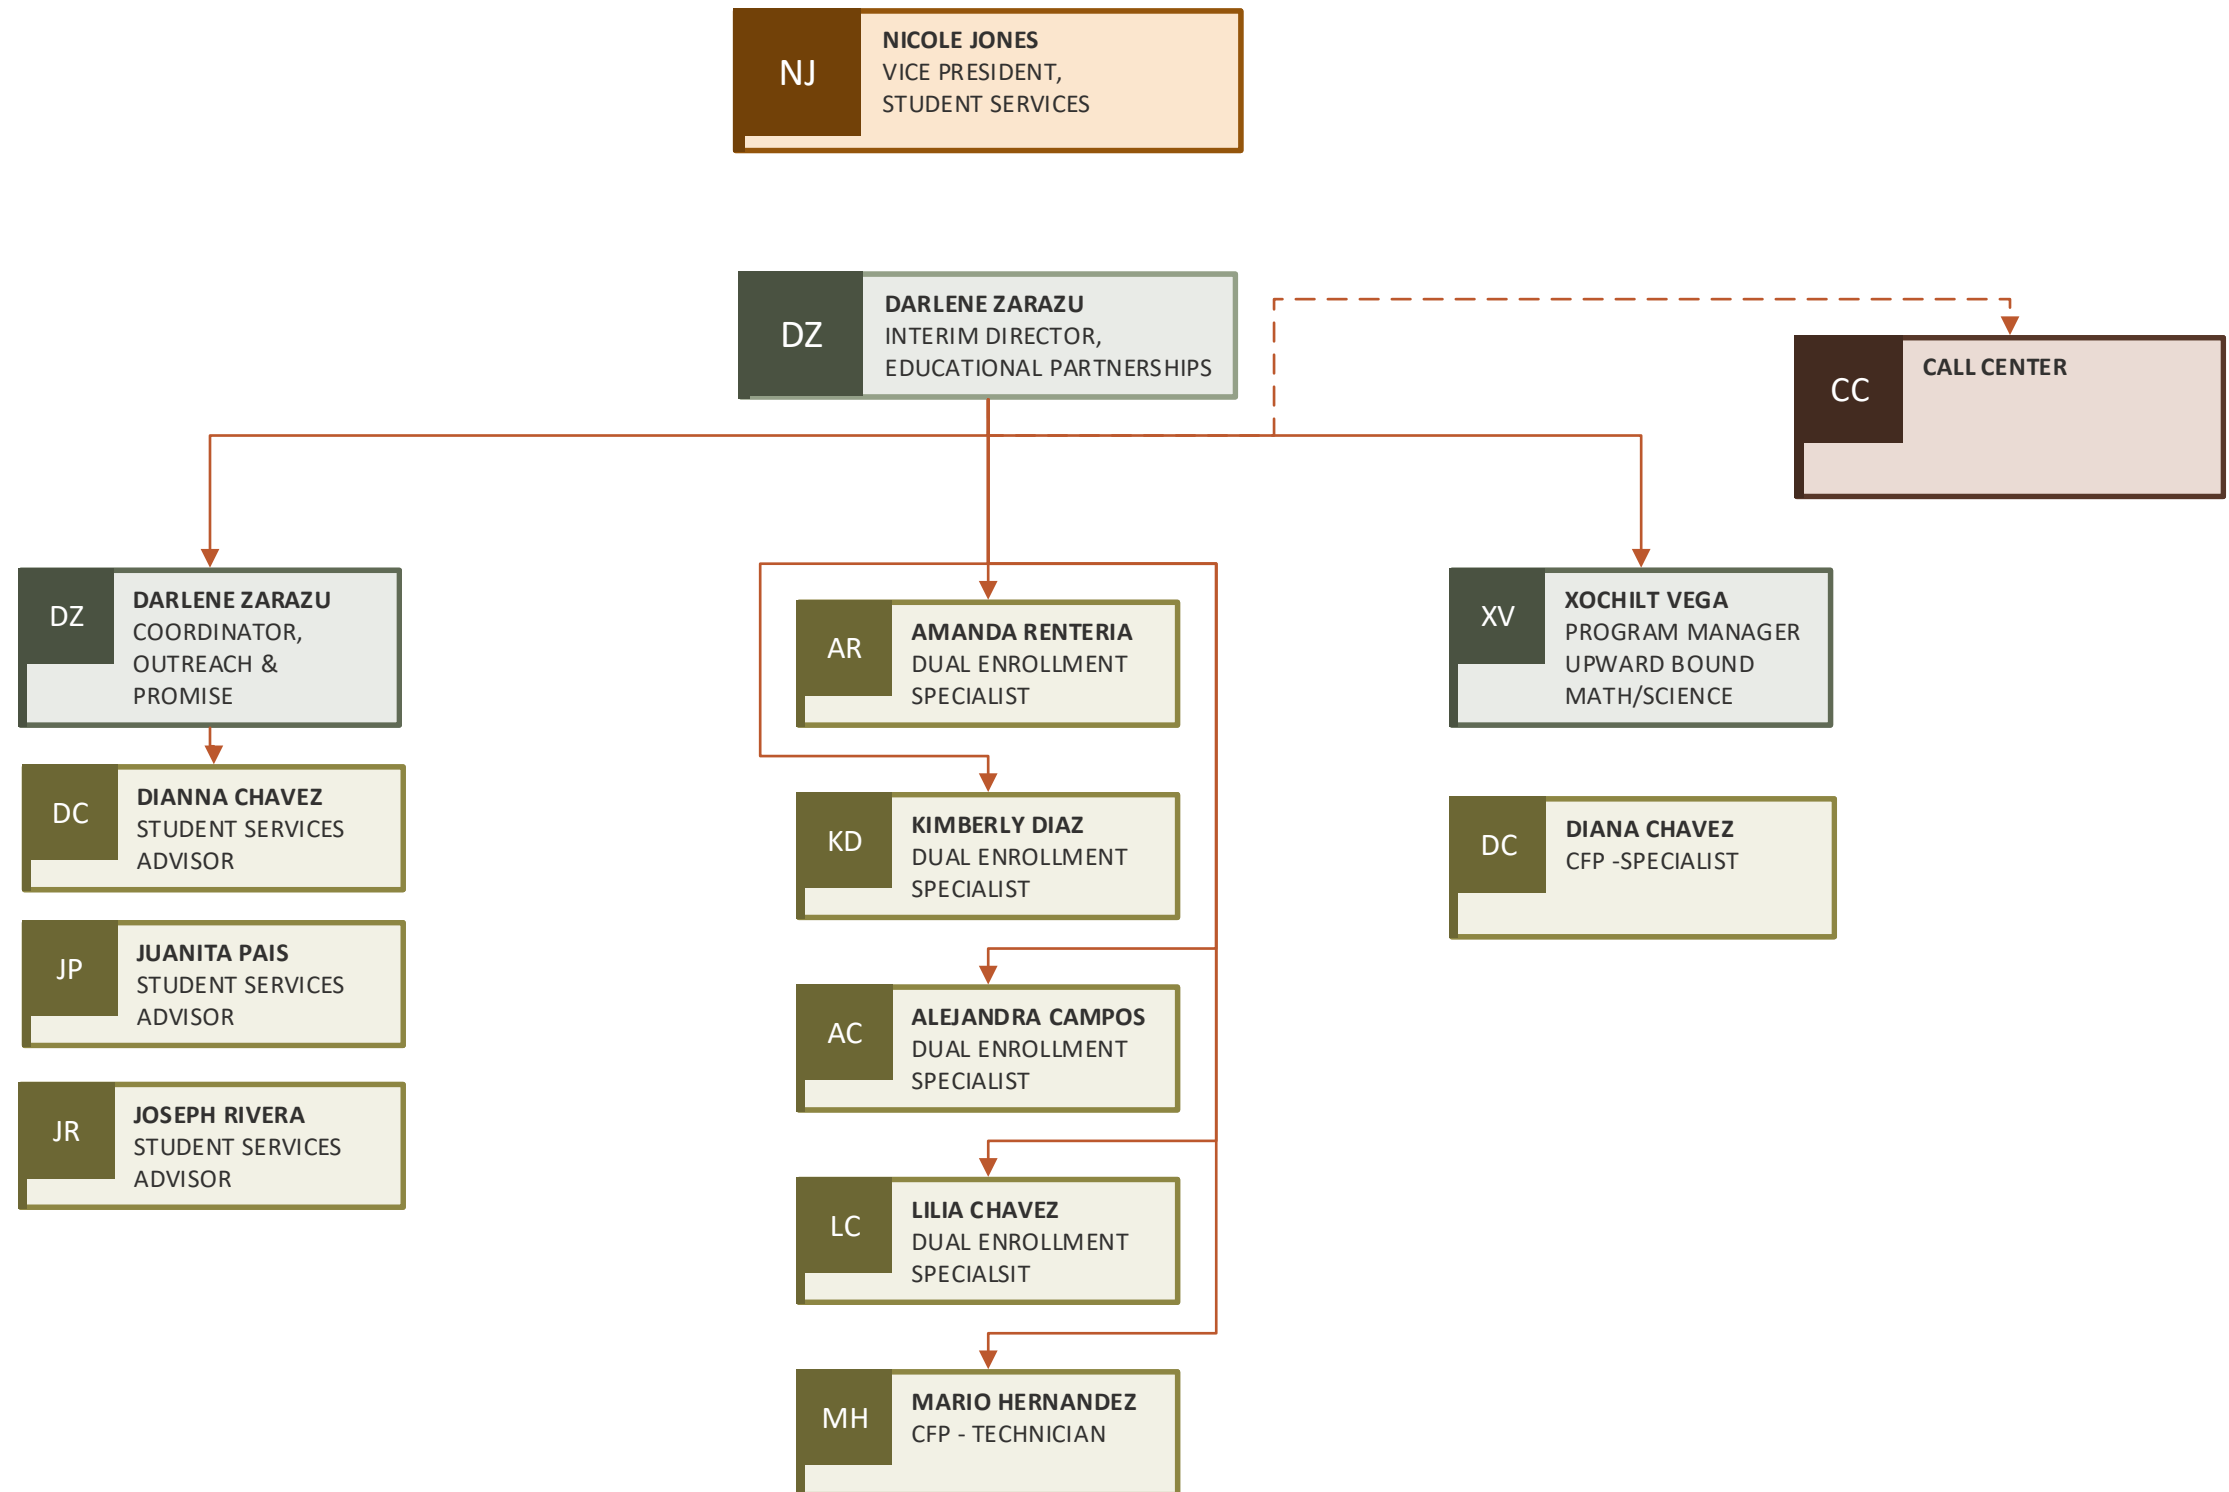 NJ
NICOLE JONES
VICE PRESIDENT,
STUDENT SERVICES
DZ
DARLENE ZARAZU
INTERIM DIRECTOR,
EDUCATIONAL PARTNERSHIPS
CC
CALL CENTER
DZ
DARLENE ZARAZU
COORDINATOR,
OUTREACH &
PROMISE
DC
DIANNA CHAVEZ
STUDENT SERVICES
ADVISOR
JP
JUANITA PAIS
STUDENT SERVICES
ADVISOR
JR
JOSEPH RIVERA
STUDENT SERVICES
ADVISOR
AR
AMANDA RENTERIA
DUAL ENROLLMENT
SPECIALIST
KD
KIMBERLY DIAZ
DUAL ENROLLMENT
SPECIALIST
AC
ALEJANDRA CAMPOS
DUAL ENROLLMENT
SPECIALIST
LC
LILIA CHAVEZ
DUAL ENROLLMENT
SPECIALSIT
MH
MARIO HERNANDEZ
CFP - TECHNICIAN
XV
XOCHILT VEGA
PROGRAM MANAGER
UPWARD BOUND
MATH/SCIENCE
DC
DIANA CHAVEZ
CFP -SPECIALIST